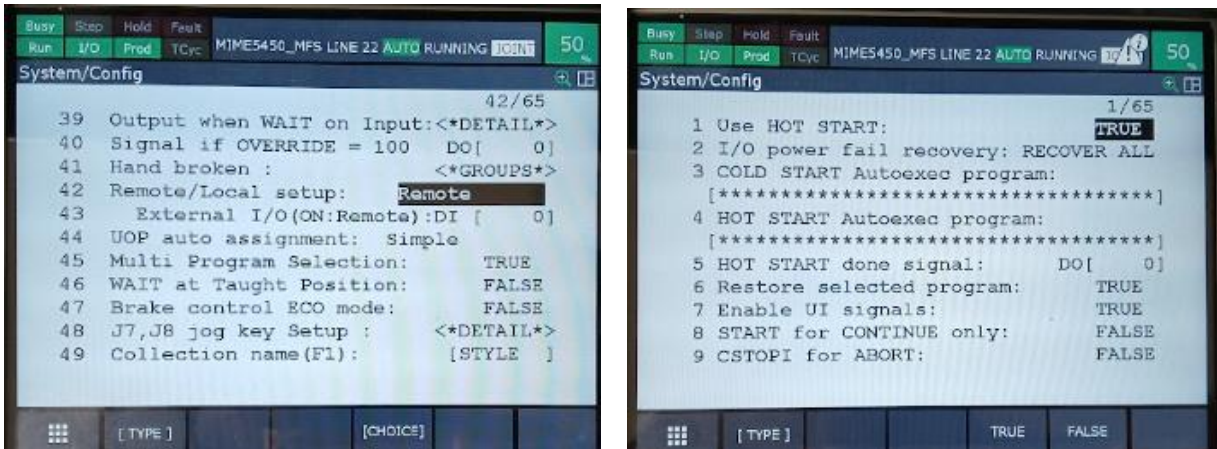 Busy Step Hold Fault
Run I/O Prod TCyc MIME5450_MFS LINE 22 AUTO RUNNING JOINT 50 %
System/Config
42/65
39 Output when WAIT on Input:<*DETAIL*>
40 Signal if OVERRIDE = 100 DO[ 0]
41 Hand broken : <*GROUPS*>
42 Remote/Local setup: Remote
43 External I/O(ON:Remote):DI [ 0]
44 UOP auto assignment: Simple
45 Multi Program Selection: TRUE
46 WAIT at Taught Position: FALSE
47 Brake control ECO mode: FALSE
48 J7,J8 jog key Setup : <*DETAIL*>
49 Collection name(F1): [STYLE ]
[ TYPE ] [CHOICE]
Busy Step Hold Fault
Run I/O Prod TCyc MIME5450_MFS LINE 22 AUTO RUNNING 50 %
System/Config
1/65
1 Use HOT START: TRUE
2 I/O power fail recovery: RECOVER ALL
3 COLD START Autoexec program:
[*************************************]
4 HOT START Autoexec program:
[*************************************]
5 HOT START done signal: DO[ 0]
6 Restore selected program: TRUE
7 Enable UI signals: TRUE
8 START for CONTINUE only: FALSE
9 CSTOPI for ABORT: FALSE
[ TYPE ] TRUE FALSE